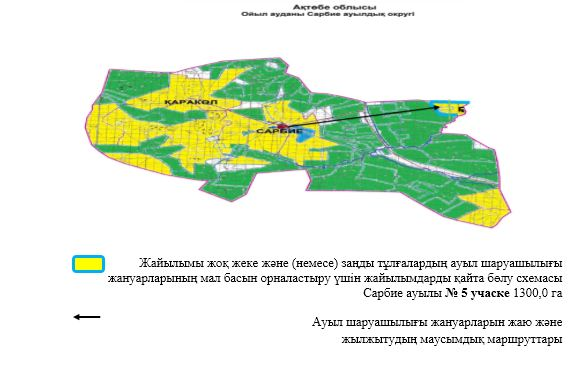 Ақтөбе облысы
Ойыл ауданы Сарбие ауылдық округі
ҚАРАКОЛ
САРБИЕ
5
Жайылымы жоқ жеке және (немесе) заңды тұлғалардың ауыл шаруашылығы
жануарларының мал басын орналастыру үшін жайылымдарды қайта бөлу схемасы
Сарбие ауылы № 5 учаске 1300,0 га
Ауыл шаруашылығы жануарларын жаю және
жылжытудың маусымдық маршруттары